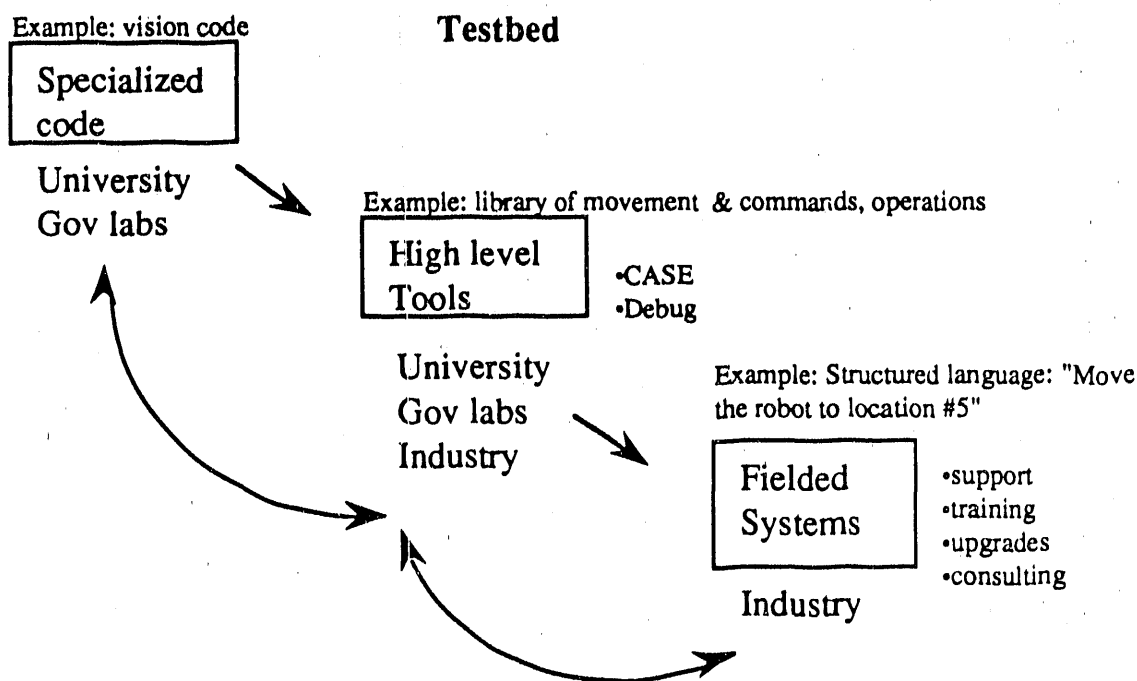 Testbed
Example: vision code
Specialized
code
University
Gov labs
Example: library of movement & commands, operations
High level
Tools
•CASE
•Debug
University
Gov labs
Industry
Example: Structured language: "Move
the robot to location #5"
Fielded
Systems
•support
•training
•upgrades
•consulting
Industry